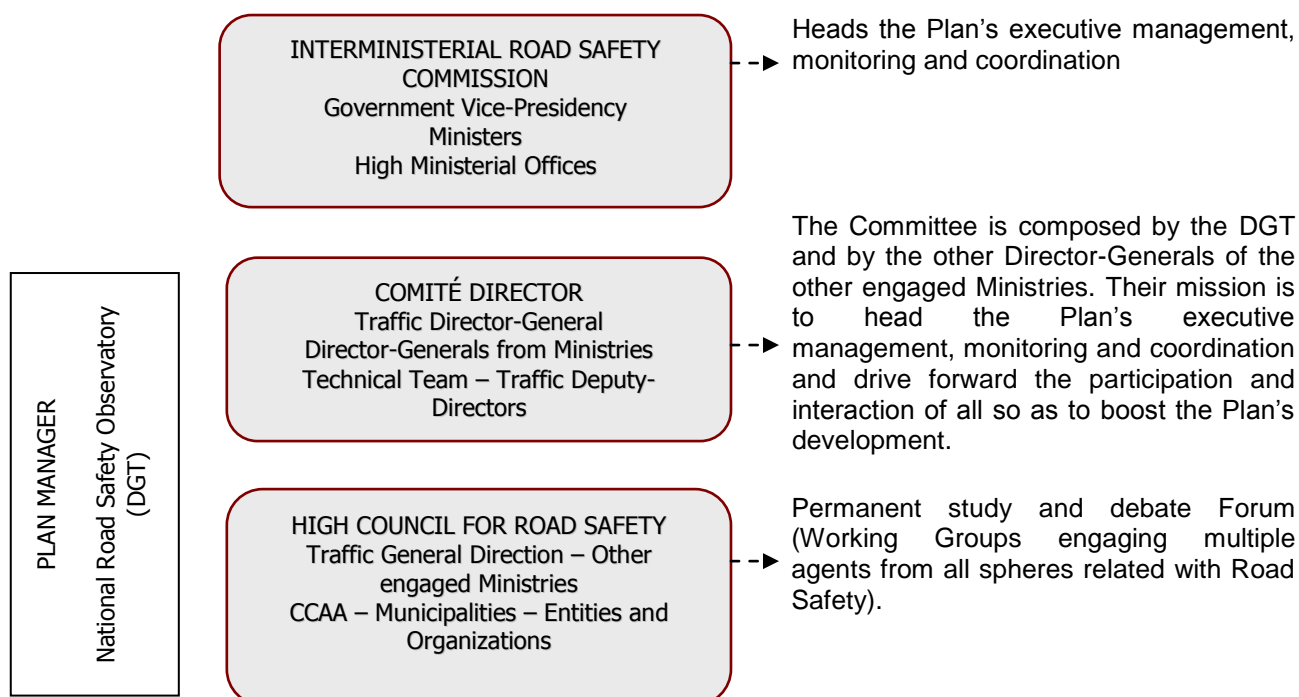 INTERMINISTERIAL ROAD SAFETY
COMMISSION
Government Vice-Presidency
Ministers
High Ministerial Offices
Heads the Plan's executive management,
monitoring and coordination
PLAN MANAGER
National Road Safety Observatory
(DGT)
COMITÉ DIRECTOR
Traffic Director-General
Director-Generals from Ministries
Technical Team – Traffic Deputy-
Directors
The Committee is composed by the DGT
and by the other Director-Generals of the
other engaged Ministries. Their mission is
to head the Plan's executive
management, monitoring and coordination
and drive forward the participation and
interaction of all so as to boost the Plan's
development.
HIGH COUNCIL FOR ROAD SAFETY
Traffic General Direction – Other
engaged Ministries
CCAA – Municipalities – Entities and
Organizations
Permanent study and debate Forum
(Working Groups engaging multiple
agents from all spheres related with Road
Safety).